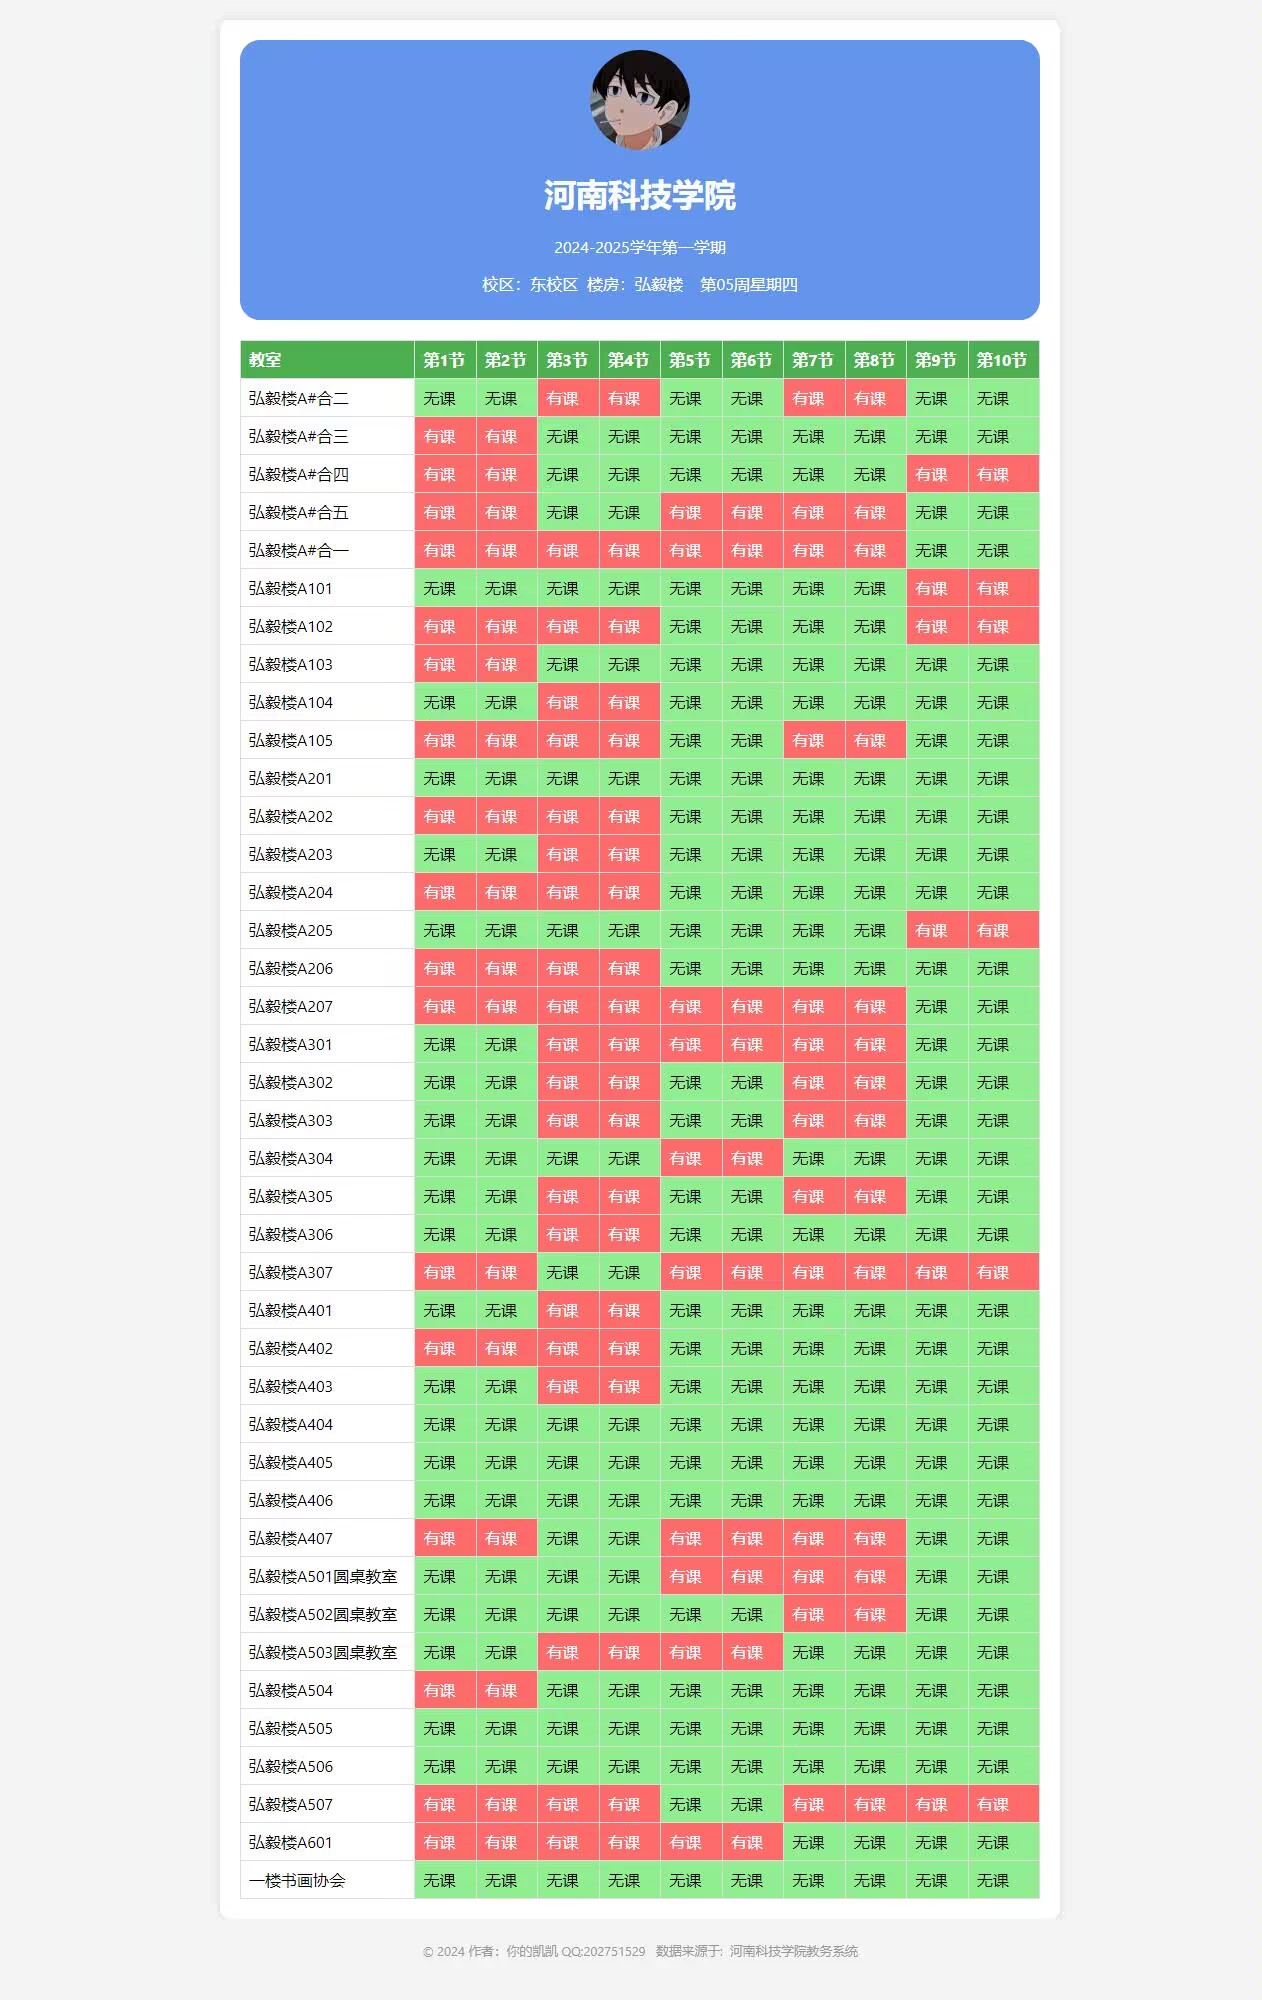 河南科技学院
2024-2025学年第一学期
校区：东校区 楼房：弘毅楼 第05周星期四
教室 第1节 第2节 第3节 第4节 第5节 第6节 第7节 第8节 第9节 第10节
弘毅楼A#合二 无课 无课 有课 有课 无课 无课 有课 有课 无课 无课
弘毅楼A#合三 有课 有课 无课 无课 无课 无课 无课 无课 无课 无课
弘毅楼A#合四 有课 有课 无课 无课 无课 无课 无课 无课 有课 有课
弘毅楼A#合五 有课 有课 无课 无课 有课 有课 有课 有课 无课 无课
弘毅楼A#合一 有课 有课 有课 有课 有课 有课 有课 有课 无课 无课
弘毅楼A101 无课 无课 无课 无课 无课 无课 无课 无课 有课 有课
弘毅楼A102 有课 有课 有课 有课 无课 无课 无课 无课 有课 有课
弘毅楼A103 有课 有课 无课 无课 无课 无课 无课 无课 无课 无课
弘毅楼A104 无课 无课 有课 有课 无课 无课 无课 无课 无课 无课
弘毅楼A105 有课 有课 有课 有课 无课 无课 有课 有课 无课 无课
弘毅楼A201 无课 无课 无课 无课 无课 无课 无课 无课 无课 无课
弘毅楼A202 有课 有课 有课 有课 无课 无课 无课 无课 无课 无课
弘毅楼A203 无课 无课 有课 有课 无课 无课 无课 无课 无课 无课
弘毅楼A204 有课 有课 有课 有课 无课 无课 无课 无课 无课 无课
弘毅楼A205 无课 无课 无课 无课 无课 无课 无课 无课 有课 有课
弘毅楼A206 有课 有课 有课 有课 无课 无课 无课 无课 无课 无课
弘毅楼A207 有课 有课 有课 有课 有课 有课 有课 有课 无课 无课
弘毅楼A301 无课 无课 有课 有课 有课 有课 有课 有课 无课 无课
弘毅楼A302 无课 无课 有课 有课 无课 无课 有课 有课 无课 无课
弘毅楼A303 无课 无课 有课 有课 无课 无课 有课 有课 无课 无课
弘毅楼A304 无课 无课 无课 无课 有课 有课 无课 无课 无课 无课
弘毅楼A305 无课 无课 有课 有课 无课 无课 有课 有课 无课 无课
弘毅楼A306 无课 无课 有课 有课 无课 无课 无课 无课 无课 无课
弘毅楼A307 有课 有课 无课 无课 有课 有课 有课 有课 有课 有课
弘毅楼A401 无课 无课 有课 有课 无课 无课 无课 无课 无课 无课
弘毅楼A402 有课 有课 有课 有课 无课 无课 无课 无课 无课 无课
弘毅楼A403 无课 无课 有课 有课 无课 无课 无课 无课 无课 无课
弘毅楼A404 无课 无课 无课 无课 无课 无课 无课 无课 无课 无课
弘毅楼A405 无课 无课 无课 无课 无课 无课 无课 无课 无课 无课
弘毅楼A406 无课 无课 无课 无课 无课 无课 无课 无课 无课 无课
弘毅楼A407 有课 有课 无课 无课 有课 有课 有课 有课 无课 无课
弘毅楼A501圆桌教室 无课 无课 无课 无课 有课 有课 有课 有课 无课 无课
弘毅楼A502圆桌教室 无课 无课 无课 无课 无课 无课 有课 有课 无课 无课
弘毅楼A503圆桌教室 无课 无课 有课 有课 有课 有课 无课 无课 无课 无课
弘毅楼A504 有课 有课 无课 无课 无课 无课 无课 无课 无课 无课
弘毅楼A505 无课 无课 无课 无课 无课 无课 无课 无课 无课 无课
弘毅楼A506 无课 无课 无课 无课 无课 无课 无课 无课 无课 无课
弘毅楼A507 有课 有课 有课 有课 无课 无课 有课 有课 有课 有课
弘毅楼A601 有课 有课 有课 有课 有课 有课 无课 无课 无课 无课
一楼书画协会 无课 无课 无课 无课 无课 无课 无课 无课 无课 无课
© 2024 作者：你的凯凯 QQ:202751529 数据来源于：河南科技学院教务系统